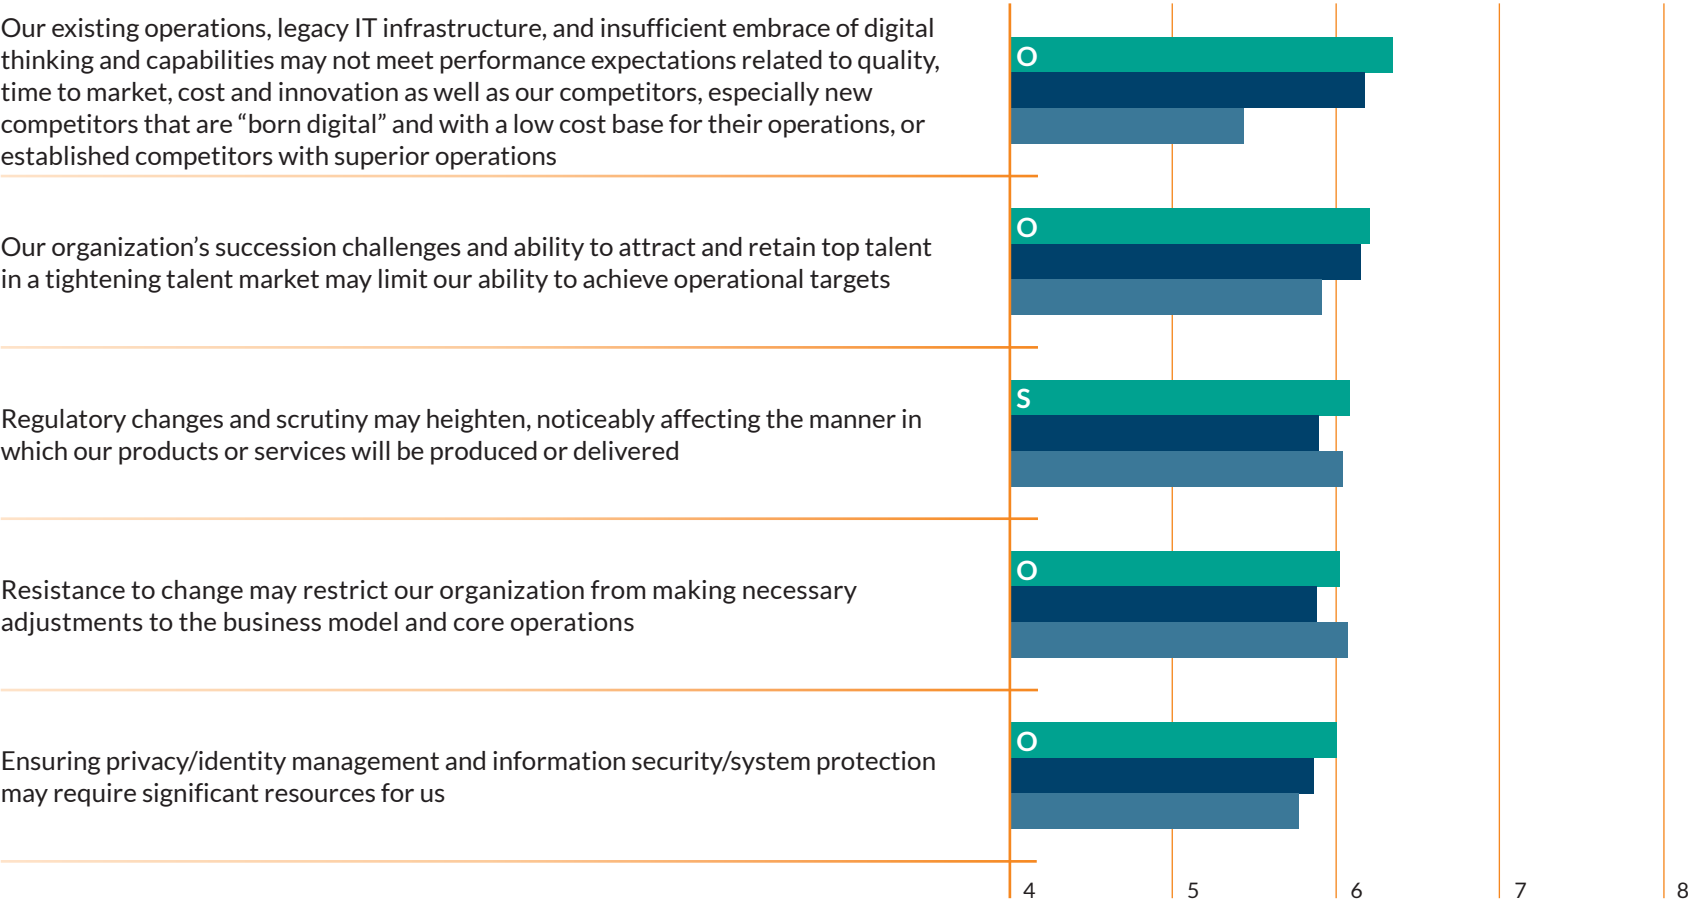 Our existing operations, legacy IT infrastructure, and insufficient embrace of digital
thinking and capabilities may not meet performance expectations related to quality,
time to market, cost and innovation as well as our competitors, especially new
competitors that are “born digital” and with a low cost base for their operations, or
established competitors with superior operations
O
Our organization’s succession challenges and ability to attract and retain top talent
in a tightening talent market may limit our ability to achieve operational targets
O
Regulatory changes and scrutiny may heighten, noticeably affecting the manner in
which our products or services will be produced or delivered
S
Resistance to change may restrict our organization from making necessary
adjustments to the business model and core operations
O
Ensuring privacy/identity management and information security/system protection
may require significant resources for us
O
4 5 6 7 8